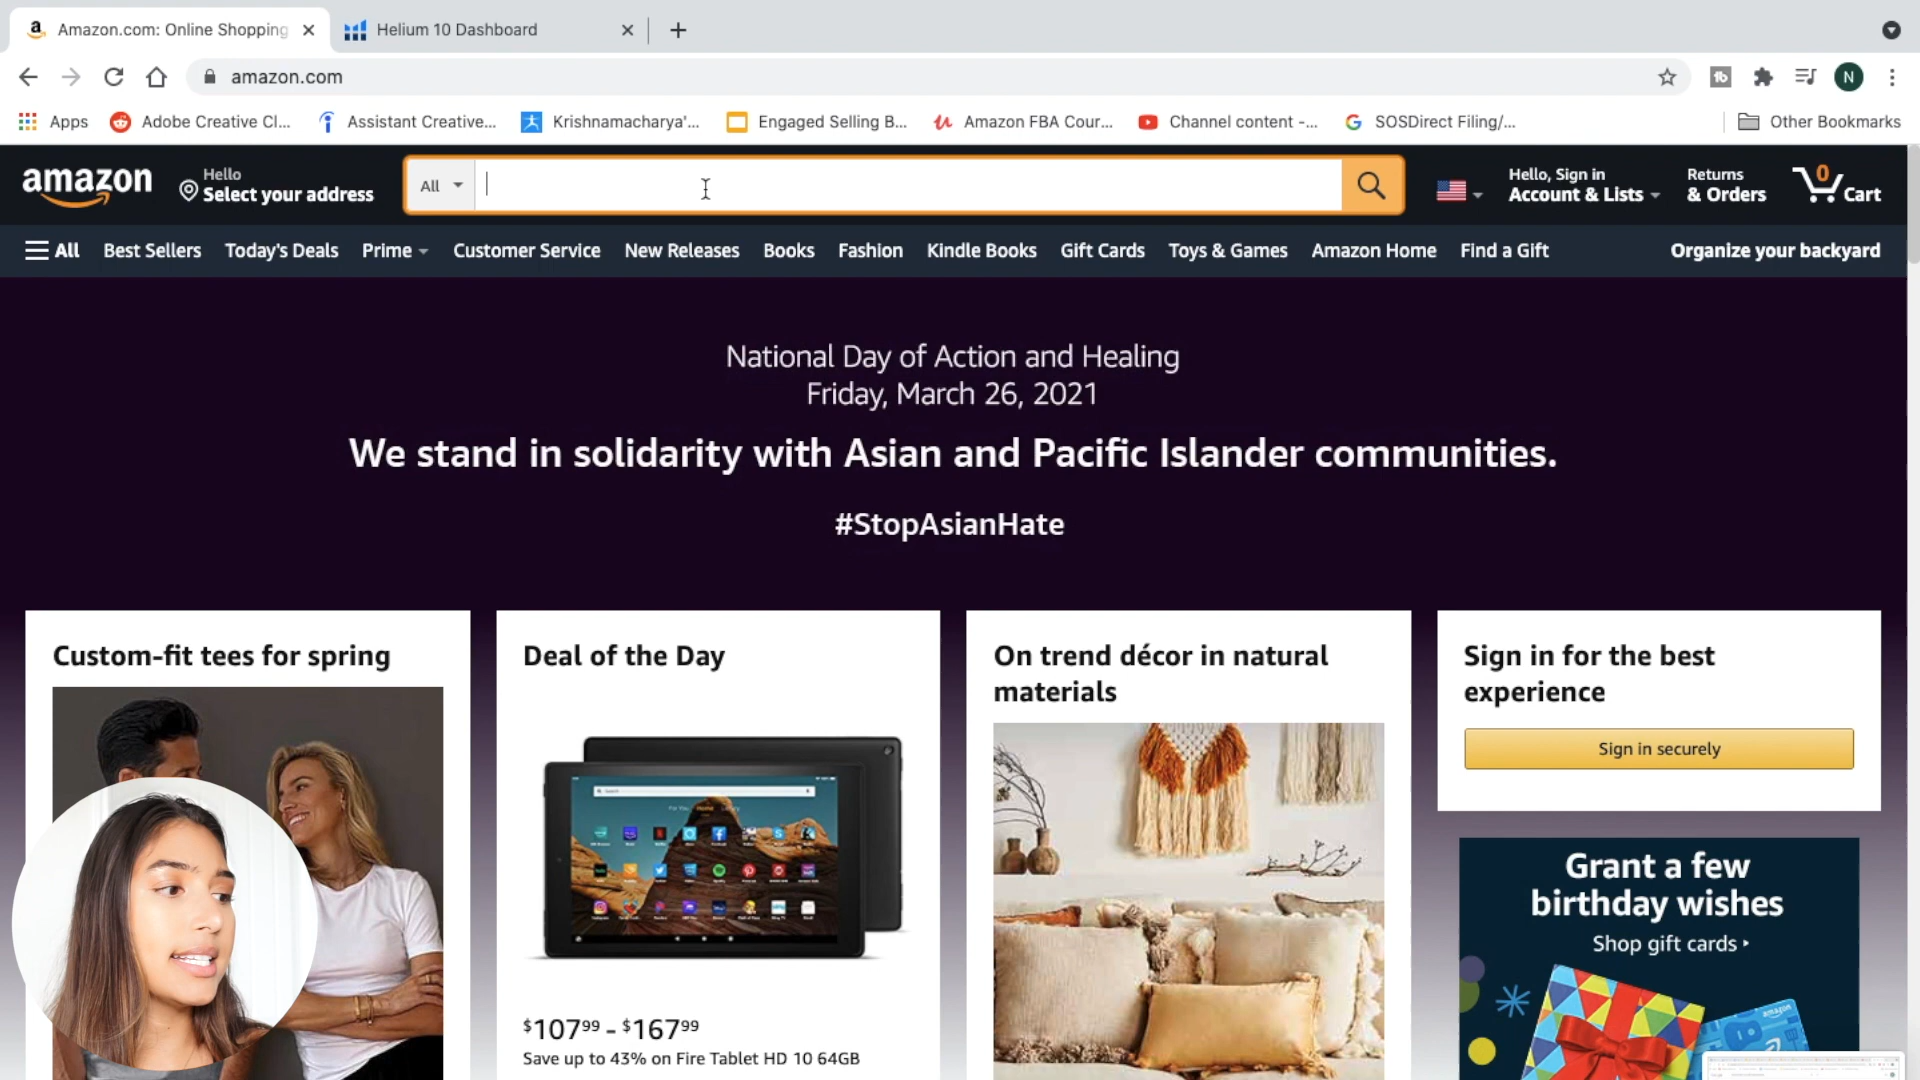 Amazon.com: Online Shopping
Helium 10 Dashboard
amazon.com
N
Apps
Adobe Creative Cl...
Assistant Creative...
Krishnamacharya'...
Engaged Selling B...
Amazon FBA Cour...
Channel content -...
SOSDirect Filing/...
Other Bookmarks
amazon
Hello
Select your address
All
Hello, Sign in
Account & Lists
Returns
& Orders
0
Cart
All
Best Sellers
Today's Deals
Prime
Customer Service
New Releases
Books
Fashion
Kindle Books
Gift Cards
Toys & Games
Amazon Home
Find a Gift
Organize your backyard
National Day of Action and Healing
Friday, March 26, 2021
We stand in solidarity with Asian and Pacific Islander communities.
#StopAsianHate
Custom-fit tees for spring
Deal of the Day
$107.99 - $167.99
Save up to 43% on Fire Tablet HD 10 64GB
On trend décor in natural
materials
Sign in for the best
experience
Sign in securely
Grant a few
birthday wishes
Shop gift cards
amazon